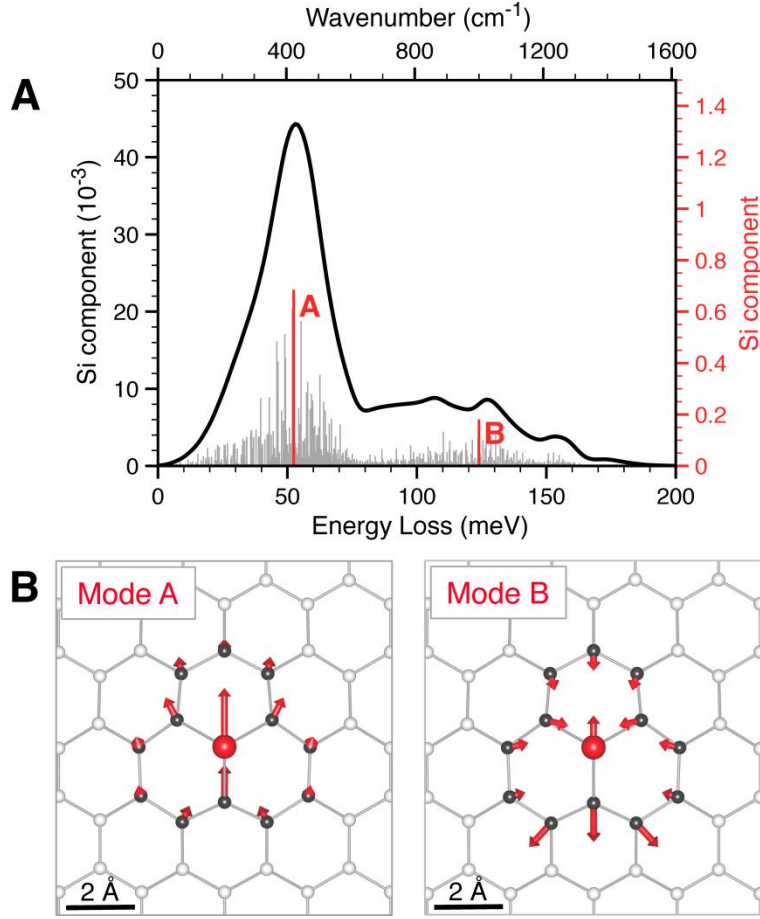 Wavenumber (cm⁻¹)
0 400 800 1200 1600
A
50
40
30
20
10
0
Si component (10⁻³)
1.4
1.2
1
0.8
0.6
0.4
0.2
0
Si component
A
B
0 50 100 150 200
Energy Loss (meV)
B
Mode A
Mode B
2 Å
2 Å